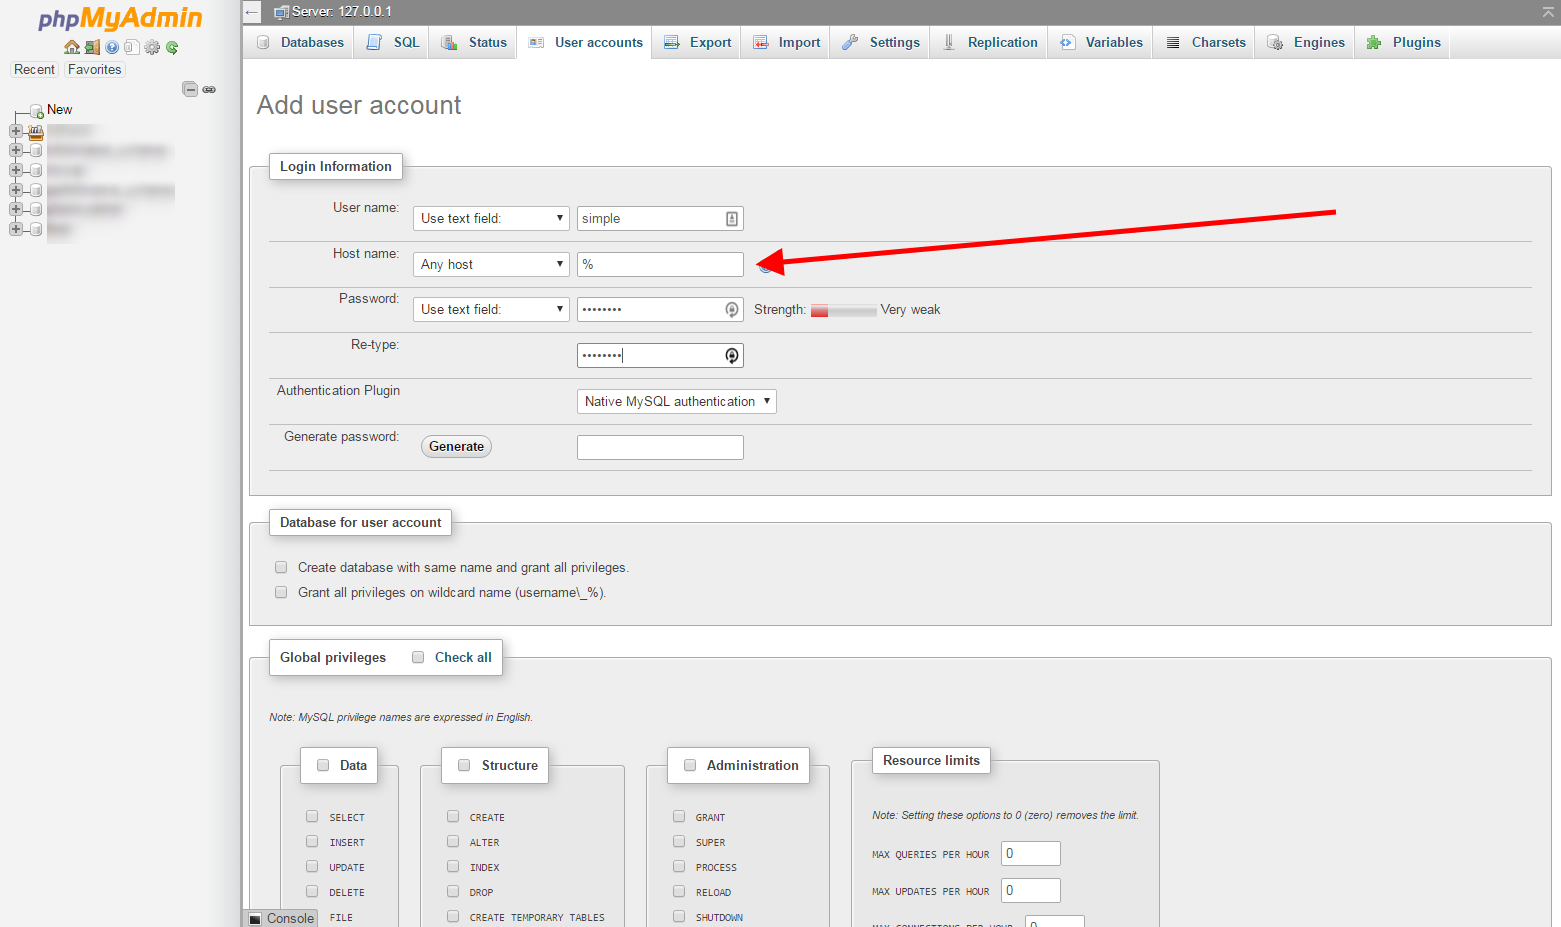 phpMyAdmin
Recent Favorites
New
Server: 127.0.0.1
Databases SQL Status User accounts Export Import Settings Replication Variables Charsets Engines Plugins
Add user account
Login Information
User name: Use text field: simple
Host name: Any host %
Password: Use text field: •••••••• Strength: Very weak
Re-type: ••••••••
Authentication Plugin Native MySQL authentication
Generate password: Generate
Database for user account
Create database with same name and grant all privileges.
Grant all privileges on wildcard name (username\_%).
Global privileges Check all
Note: MySQL privilege names are expressed in English.
Data
SELECT
INSERT
UPDATE
DELETE
FILE
Structure
CREATE
ALTER
INDEX
DROP
CREATE TEMPORARY TABLES
Administration
GRANT
SUPER
PROCESS
RELOAD
SHUTDOWN
Resource limits
Note: Setting these options to 0 (zero) removes the limit.
MAX QUERIES PER HOUR 0
MAX UPDATES PER HOUR 0
MAX CONNECTIONS PER HOUR 0
Console